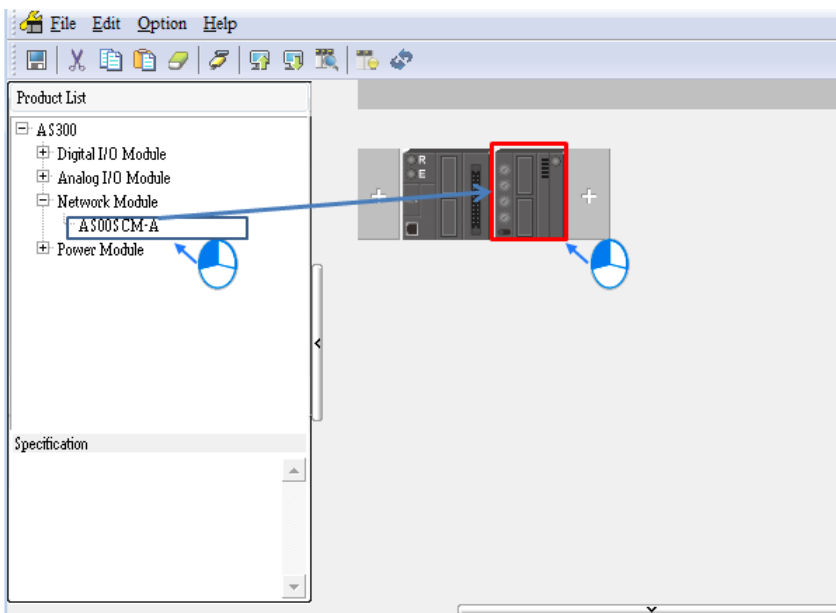 File Edit Option Help
Product List
AS300
Digital I/O Module
Analog I/O Module
Network Module
AS00SCM-A
Power Module
R
E
Specification